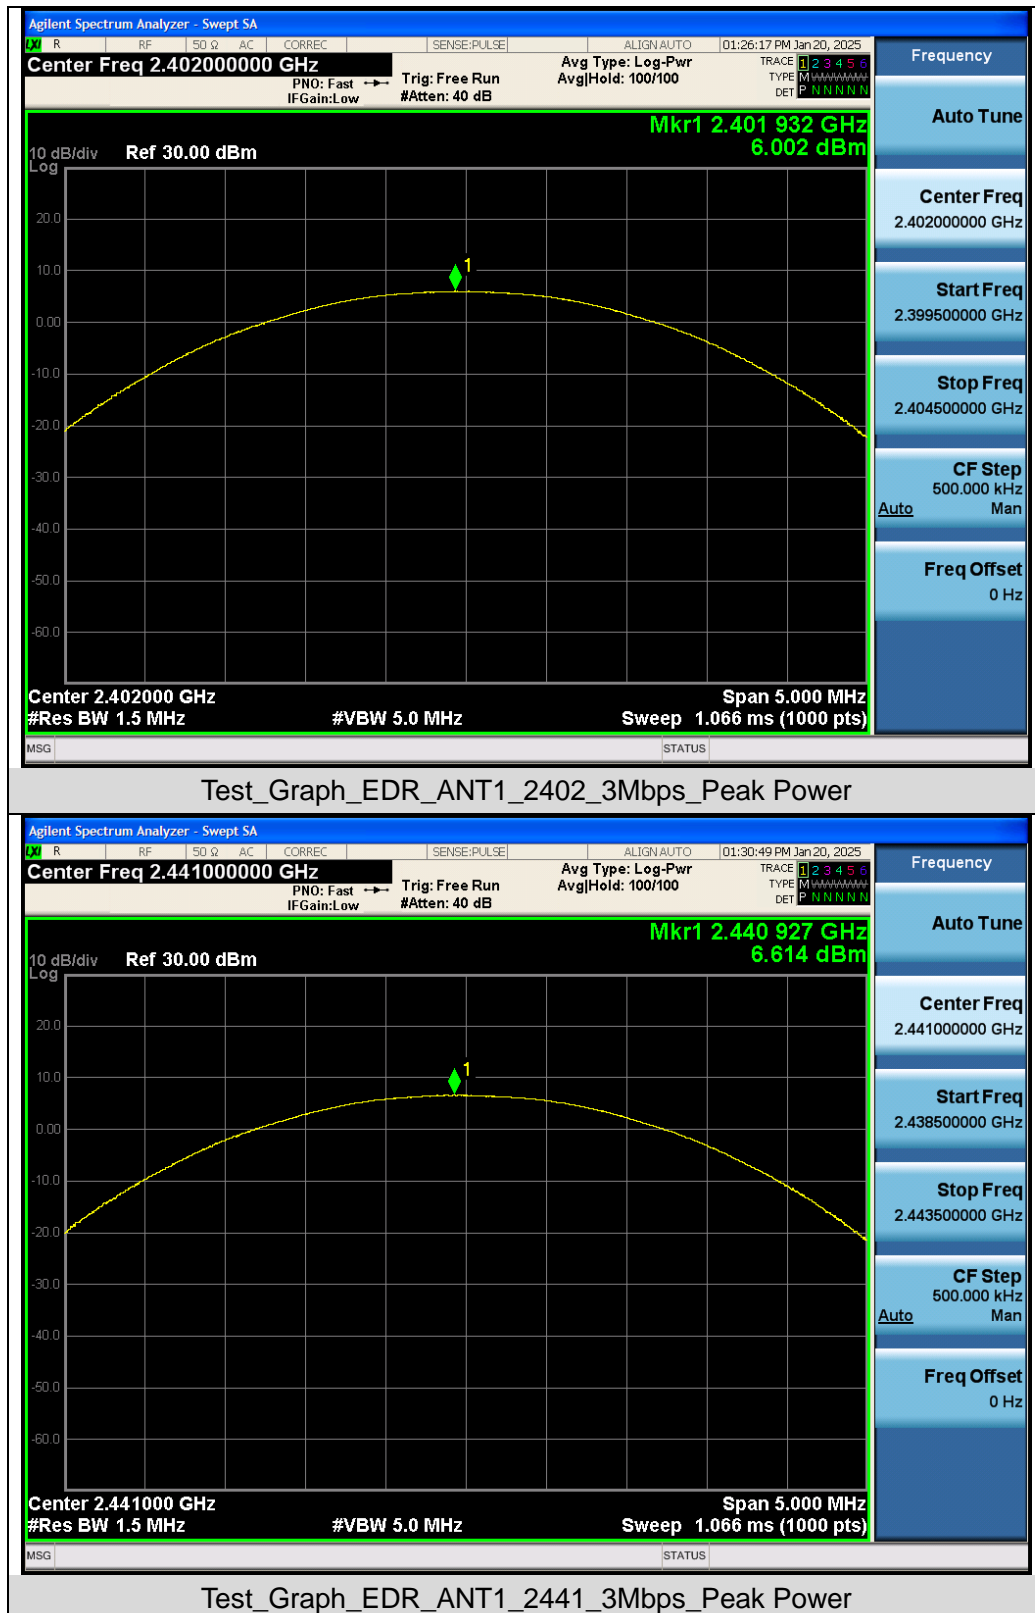 Agilent Spectrum Analyzer - Swept SA
LXI R RF 50 Ω AC CORREC SENSE:PULSE ALIGN AUTO 01:26:17 PM Jan 20, 2025
Center Freq 2.402000000 GHz
PNO: Fast
IFGain:Low
Trig: Free Run
#Atten: 40 dB
Avg Type: Log-Pwr
Avg|Hold: 100/100
TRACE 1 2 3 4 5 6
TYPE M WWWWW
DET P N N N N N
Frequency
Auto Tune
Mkr1 2.401 932 GHz
6.002 dBm
10 dB/div Ref 30.00 dBm
Log
20.0
10.0
0.00
-10.0
-20.0
-30.0
-40.0
-50.0
-60.0
1
Center Freq
2.402000000 GHz
Start Freq
2.399500000 GHz
Stop Freq
2.404500000 GHz
CF Step
500.000 kHz
Auto Man
Freq Offset
0 Hz
Center 2.402000 GHz Span 5.000 MHz
#Res BW 1.5 MHz #VBW 5.0 MHz Sweep 1.066 ms (1000 pts)
MSG STATUS
Test_Graph_EDR_ANT1_2402_3Mbps_Peak Power
Agilent Spectrum Analyzer - Swept SA
LXI R RF 50 Ω AC CORREC SENSE:PULSE ALIGN AUTO 01:30:49 PM Jan 20, 2025
Center Freq 2.441000000 GHz
PNO: Fast
IFGain:Low
Trig: Free Run
#Atten: 40 dB
Avg Type: Log-Pwr
Avg|Hold: 100/100
TRACE 1 2 3 4 5 6
TYPE M WWWWW
DET P N N N N N
Frequency
Auto Tune
Mkr1 2.440 927 GHz
6.614 dBm
10 dB/div Ref 30.00 dBm
Log
20.0
10.0
0.00
-10.0
-20.0
-30.0
-40.0
-50.0
-60.0
1
Center Freq
2.441000000 GHz
Start Freq
2.438500000 GHz
Stop Freq
2.443500000 GHz
CF Step
500.000 kHz
Auto Man
Freq Offset
0 Hz
Center 2.441000 GHz Span 5.000 MHz
#Res BW 1.5 MHz #VBW 5.0 MHz Sweep 1.066 ms (1000 pts)
MSG STATUS
Test_Graph_EDR_ANT1_2441_3Mbps_Peak Power